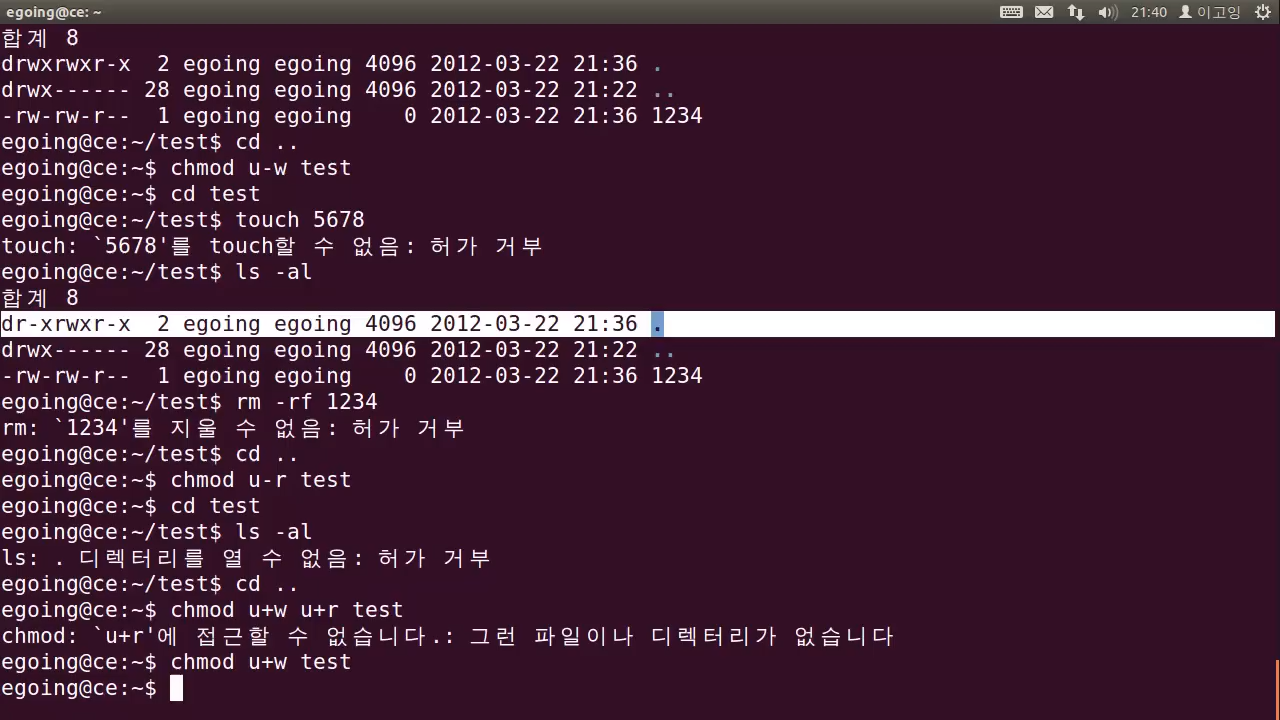 egoing@ce: ~ 21:40 이고잉
합계 8
drwxrwxr-x  2 egoing egoing 4096 2012-03-22 21:36 .
drwx------ 28 egoing egoing 4096 2012-03-22 21:22 ..
-rw-rw-r--  1 egoing egoing    0 2012-03-22 21:36 1234
egoing@ce:~/test$ cd ..
egoing@ce:~$ chmod u-w test
egoing@ce:~$ cd test
egoing@ce:~/test$ touch 5678
touch: `5678'를 touch할 수 없음: 허가 거부
egoing@ce:~/test$ ls -al
합계 8
dr-xrwxr-x  2 egoing egoing 4096 2012-03-22 21:36 .
drwx------ 28 egoing egoing 4096 2012-03-22 21:22 ..
-rw-rw-r--  1 egoing egoing    0 2012-03-22 21:36 1234
egoing@ce:~/test$ rm -rf 1234
rm: `1234'를 지울 수 없음: 허가 거부
egoing@ce:~/test$ cd ..
egoing@ce:~$ chmod u-r test
egoing@ce:~$ cd test
egoing@ce:~/test$ ls -al
ls: . 디렉터리를 열 수 없음: 허가 거부
egoing@ce:~/test$ cd ..
egoing@ce:~$ chmod u+w u+r test
chmod: `u+r'에 접근할 수 없습니다.: 그런 파일이나 디렉터리가 없습니다
egoing@ce:~$ chmod u+w test
egoing@ce:~$